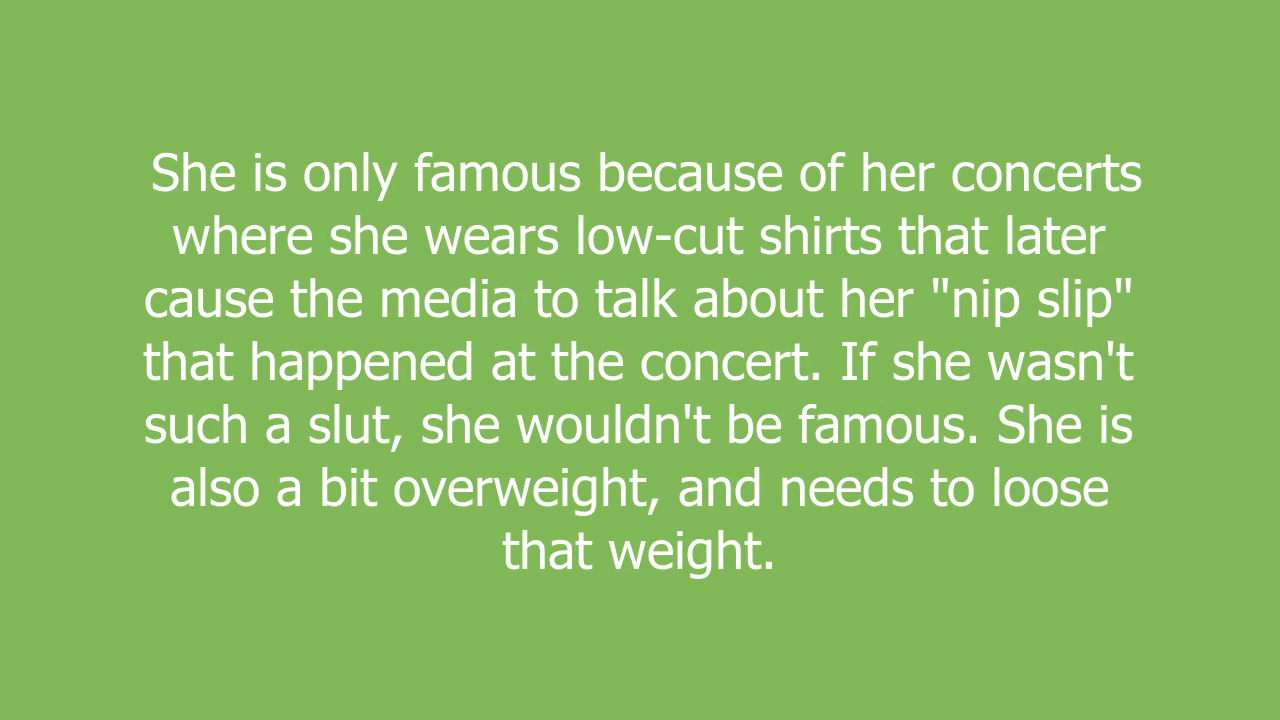 She is only famous because of her concerts
where she wears low-cut shirts that later
cause the media to talk about her "nip slip"
that happened at the concert. If she wasn't
such a slut, she wouldn't be famous. She is
also a bit overweight, and needs to loose
that weight.